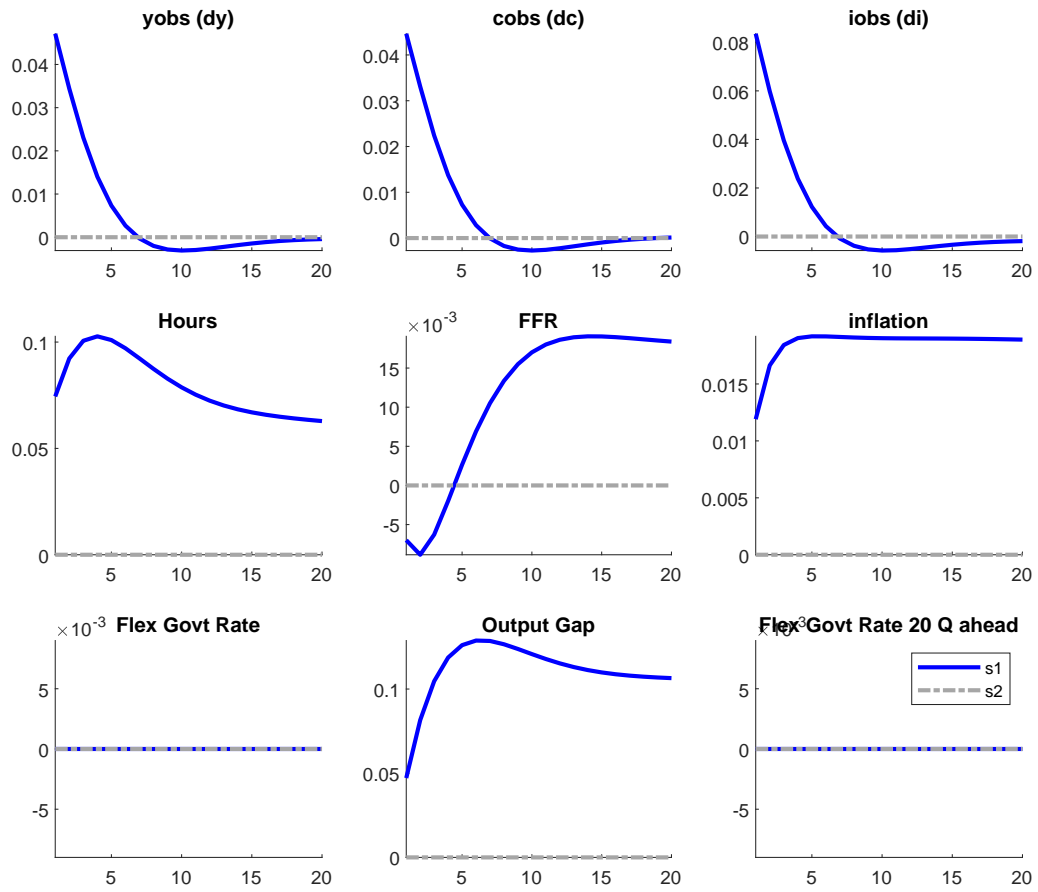 yobs (dy)
0.04
0.03
0.02
0.01
0
5 10 15 20
cobs (dc)
0.04
0.03
0.02
0.01
0
5 10 15 20
iobs (di)
0.08
0.06
0.04
0.02
0
5 10 15 20
Hours
0.1
0.05
0
5 10 15 20
×10-3 FFR
15
10
5
0
-5
5 10 15 20
inflation
0.015
0.01
0.005
0
5 10 15 20
×10-3 Flex Govt Rate
5
0
-5
5 10 15 20
Output Gap
0.1
0.05
0
5 10 15 20
Flex Govt Rate 20 Q ahead
×10-3
5
0
-5
s1
s2
5 10 15 20